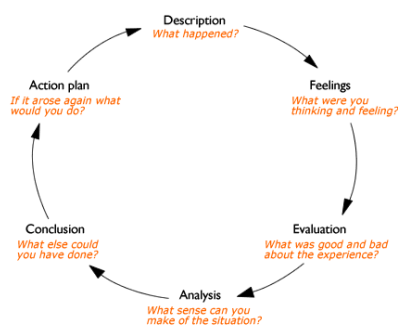 Description
What happened?
Feelings
What were you
thinking and feeling?
Evaluation
What was good and bad
about the experience?
Analysis
What sense can you
make of the situation?
Conclusion
What else could
you have done?
Action plan
If it arose again what
would you do?